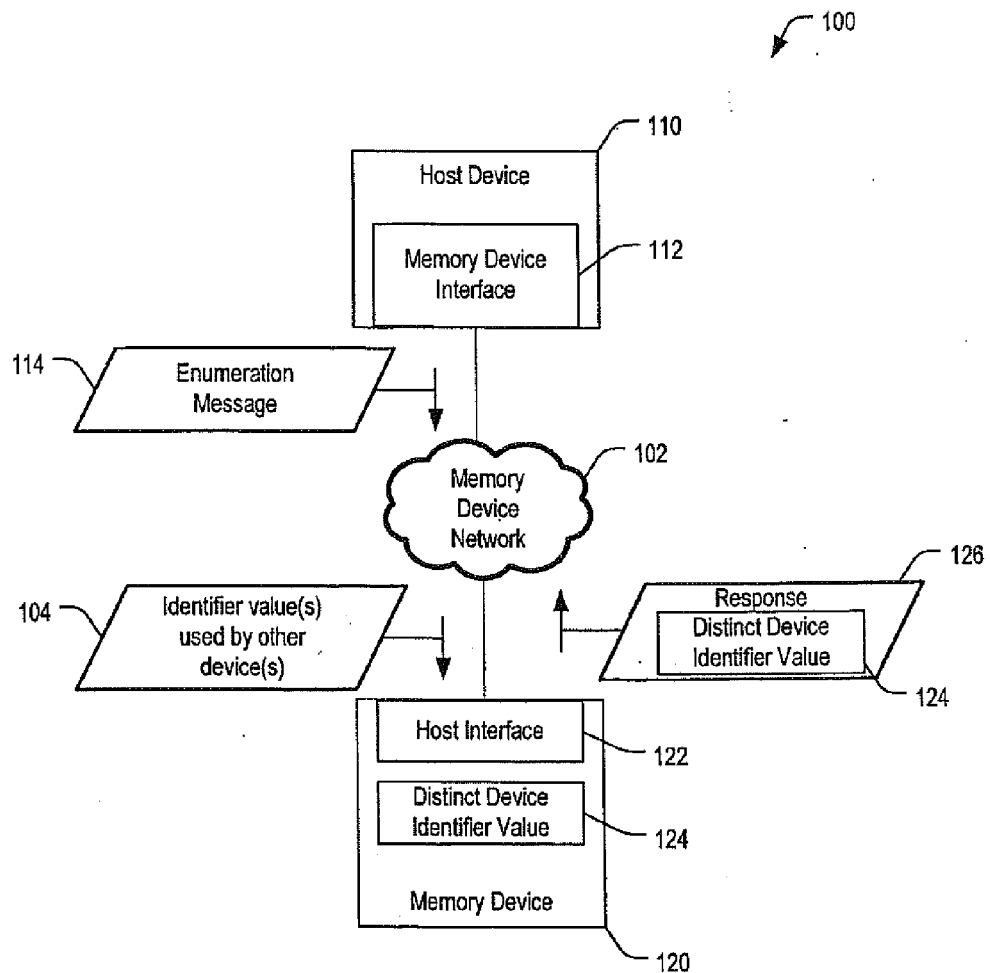 100
110
Host Device
Memory Device
Interface
112
114
Enumeration
Message
102
Memory
Device
Network
126
104
Identifier value(s)
used by other
device(s)
Response
Distinct Device
Identifier Value
124
Host Interface
122
Distinct Device
Identifier Value
124
Memory Device
120